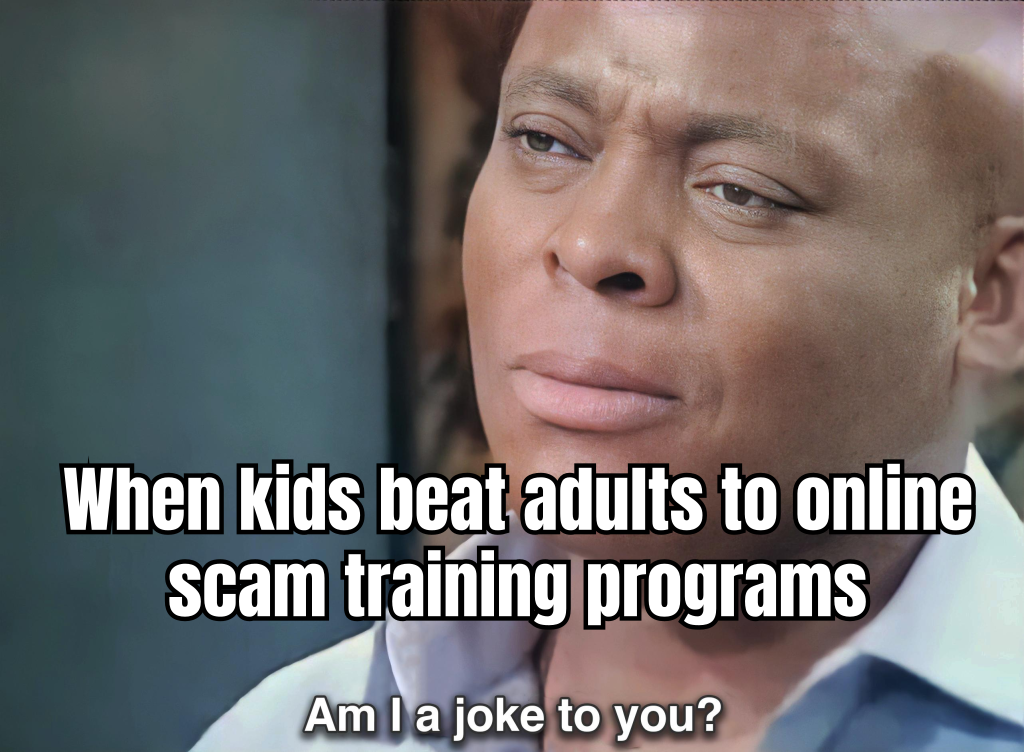 When kids beat adults to online
scam training programs
Am I a joke to you?